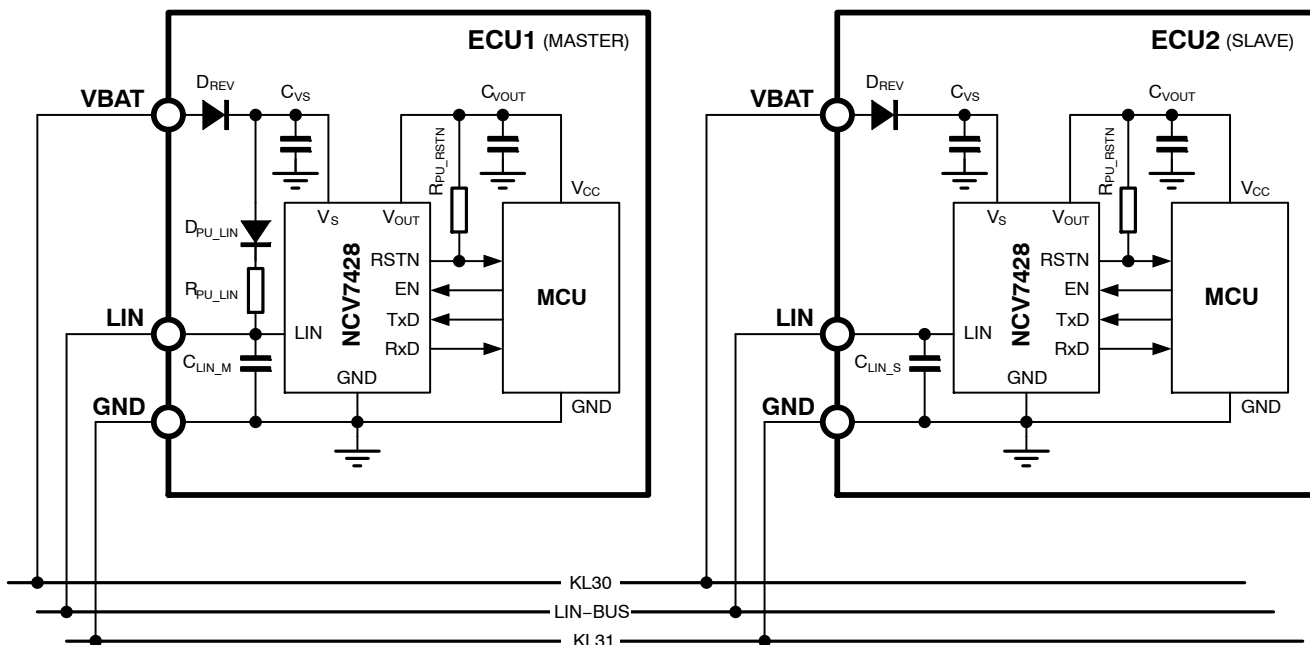 ECU1 (MASTER)
VBAT
DREV
CVS
CVOUT
RPU_RSTN
VCC
VS
VOUT
DPU_LIN
RPU_LIN
NCV7428
RSTN
EN
TxD
RxD
MCU
LIN
LIN
CLIN_M
GND
GND
GND
ECU2 (SLAVE)
VBAT
DREV
CVS
CVOUT
RPU_RSTN
VCC
VS
VOUT
NCV7428
RSTN
EN
TxD
RxD
MCU
LIN
LIN
CLIN_S
GND
GND
GND
KL30
LIN−BUS
KL31